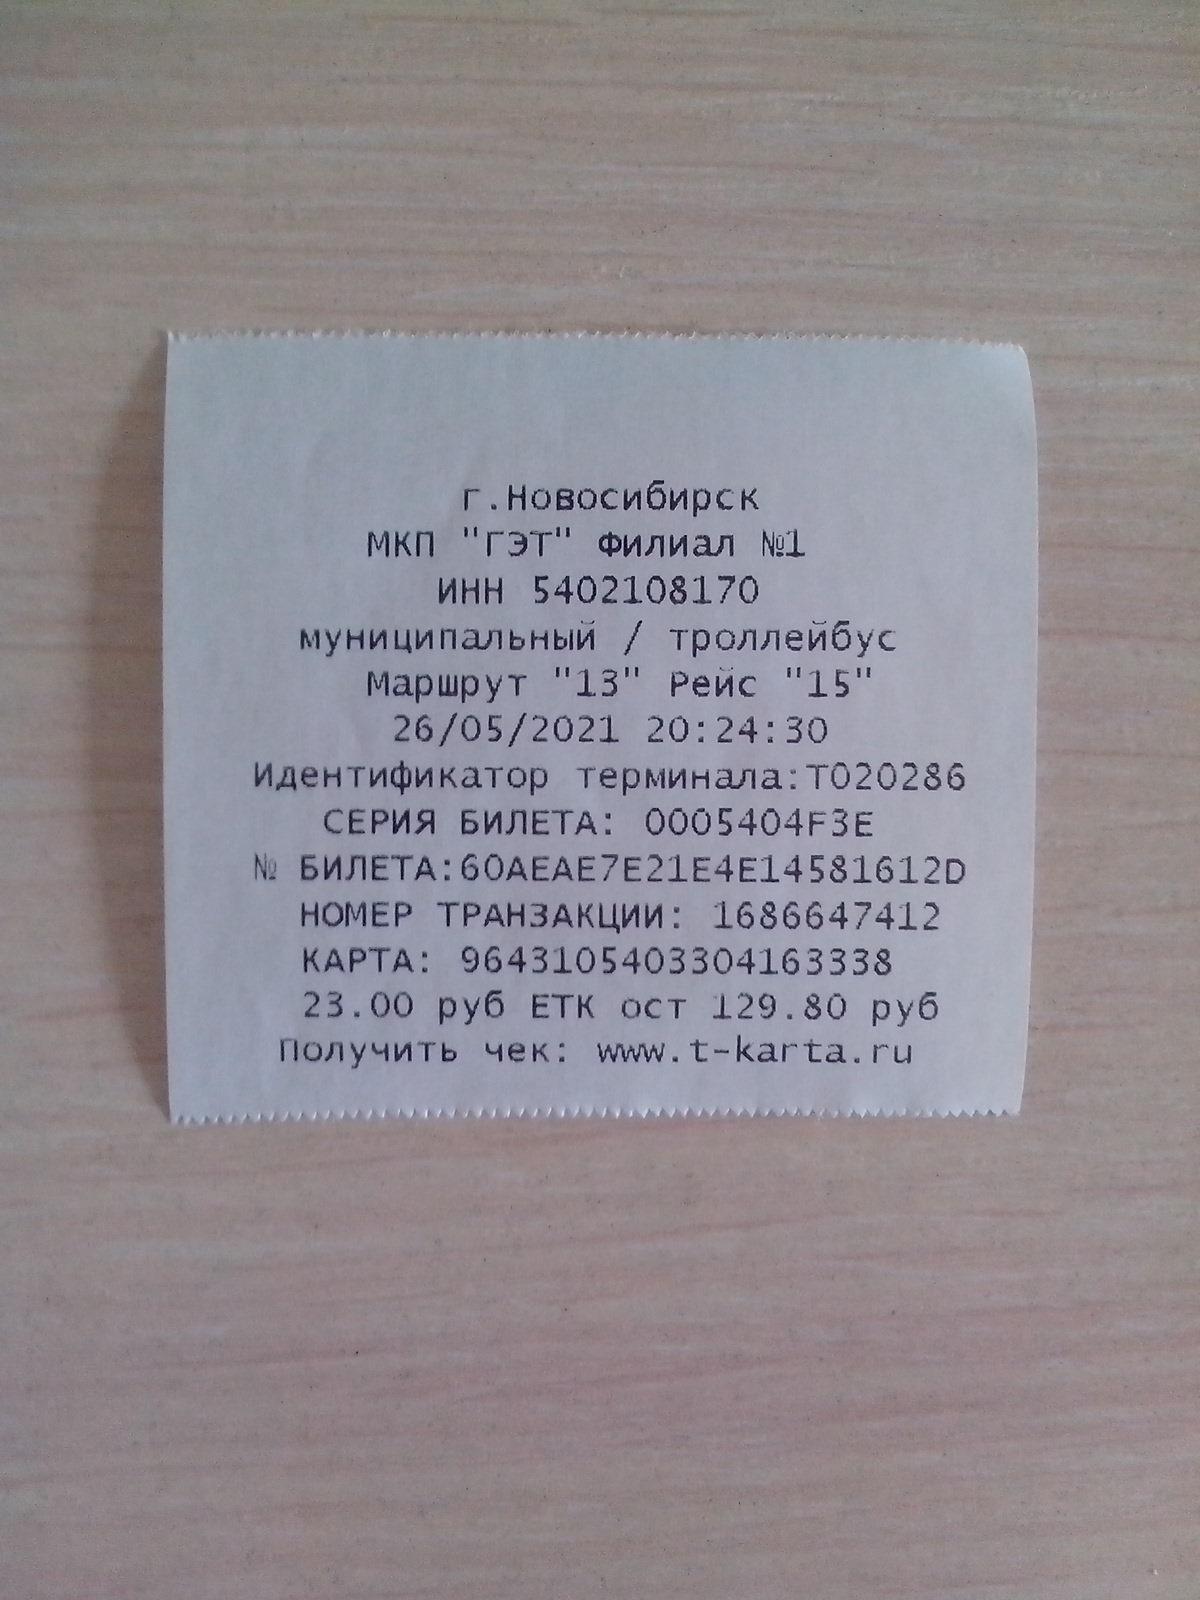 г.Новосибирск
МКП "ГЭТ" Филиал №1
ИНН 5402108170
муниципальный / троллейбус
Маршрут "13" Рейс "15"
26/05/2021 20:24:30
Идентификатор терминала:T020286
СЕРИЯ БИЛЕТА: 0005404F3E
№ БИЛЕТА:60AEAE7E21E4E14581612D
НОМЕР ТРАНЗАКЦИИ: 1686647412
КАРТА: 9643105403304163338
23.00 руб ЕТК ост 129.80 руб
Получить чек: www.t-karta.ru